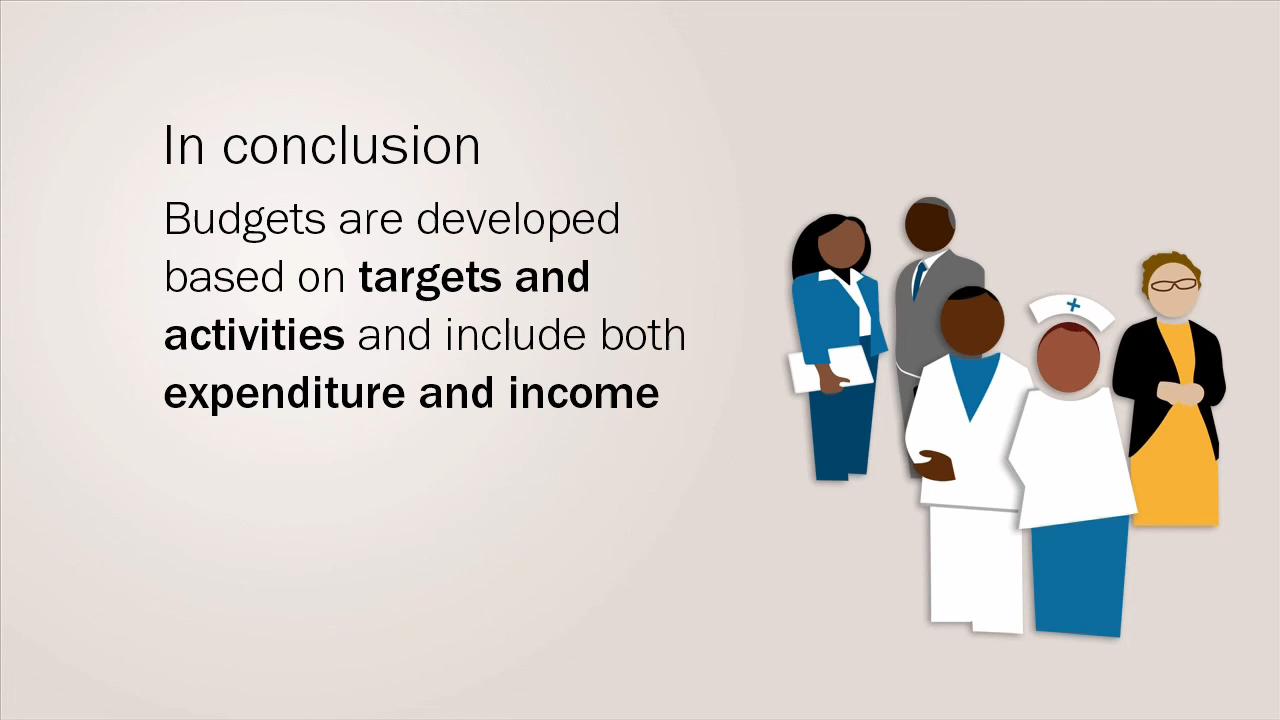 In conclusion
Budgets are developed
based on targets and
activities and include both
expenditure and income